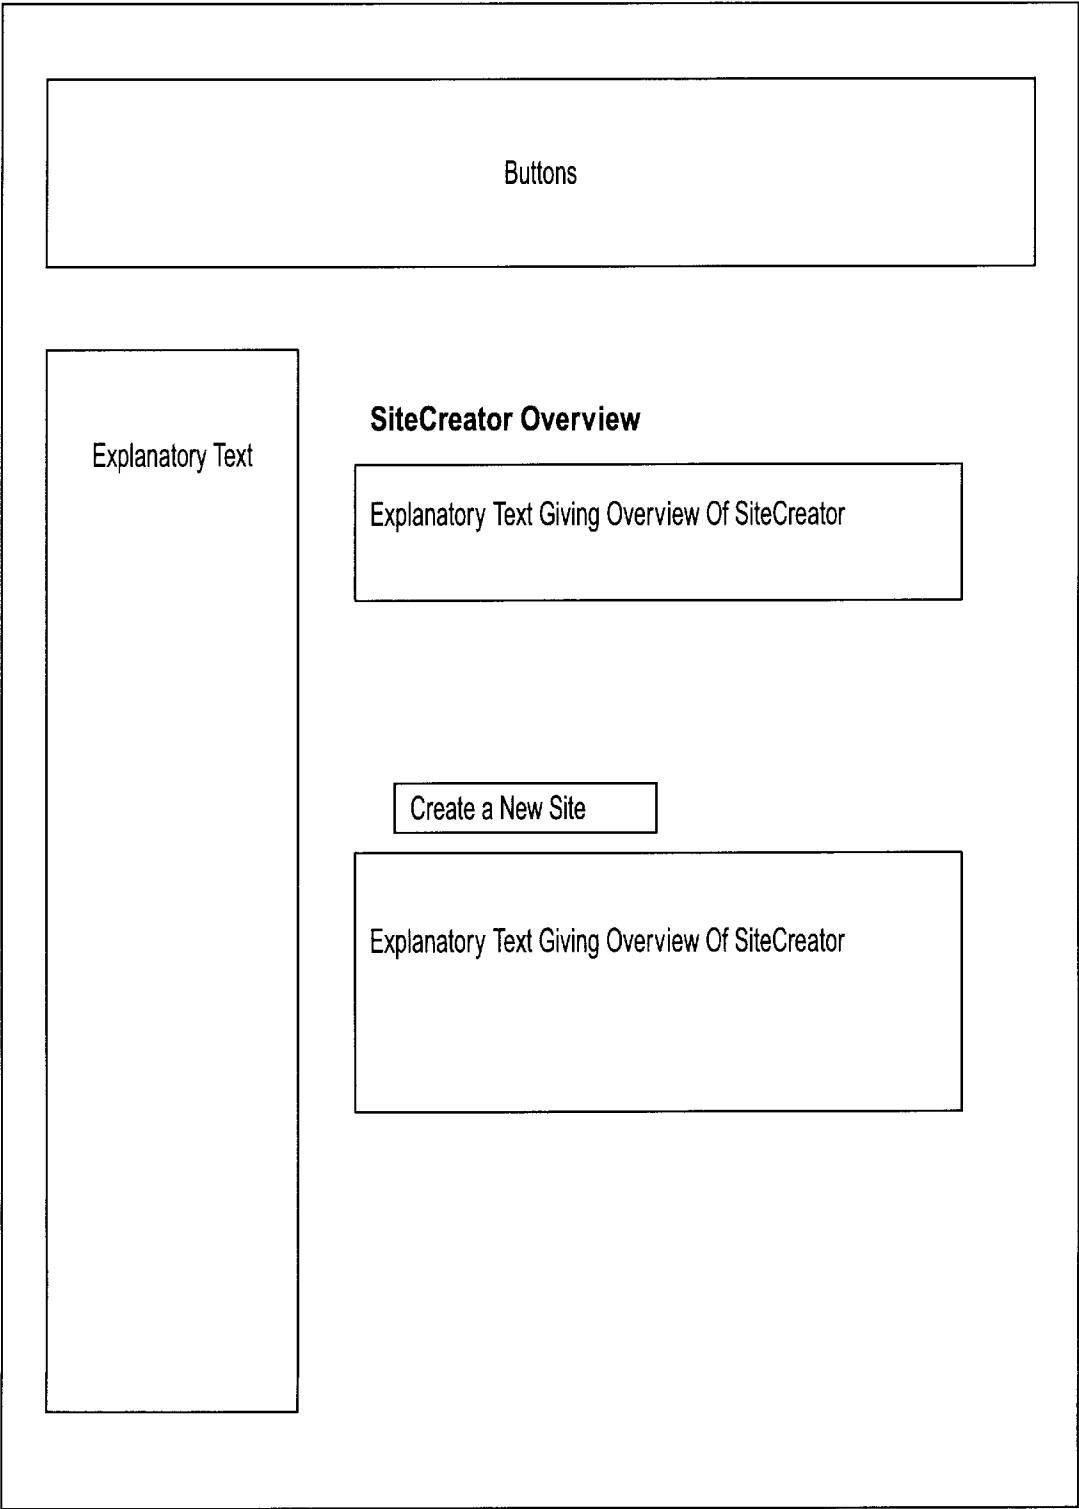 Buttons
Explanatory Text
SiteCreator Overview
Explanatory Text Giving Overview Of SiteCreator
Create a New Site
Explanatory Text Giving Overview Of SiteCreator